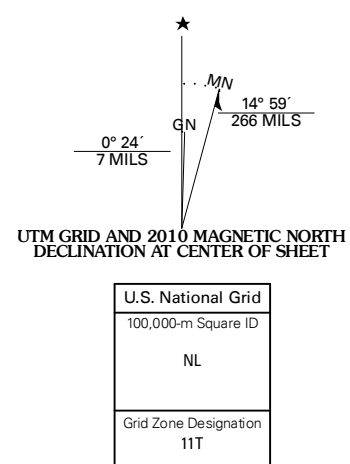 MN
14° 59´
266 MILS
GN
0° 24´
7 MILS
UTM GRID AND 2010 MAGNETIC NORTH
DECLINATION AT CENTER OF SHEET
U.S. National Grid
100,000-m Square ID
NL
Grid Zone Designation
11T